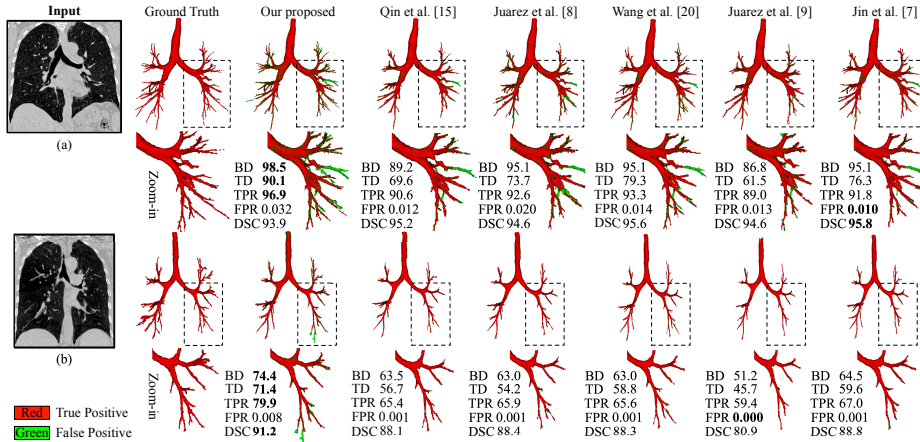 Input
Ground Truth
Our proposed
Qin et al. [15]
Juarez et al. [8]
Wang et al. [20]
Juarez et al. [9]
Jin et al. [7]
(a)
Zoom-in
BD 98.5
TD 90.1
TPR 96.9
FPR 0.032
DSC 93.9
BD 89.2
TD 69.6
TPR 90.6
FPR 0.012
DSC 95.2
BD 95.1
TD 73.7
TPR 92.6
FPR 0.020
DSC 94.6
BD 95.1
TD 79.3
TPR 93.3
FPR 0.014
DSC 95.6
BD 86.8
TD 61.5
TPR 89.0
FPR 0.013
DSC 94.6
BD 95.1
TD 76.3
TPR 91.8
FPR 0.010
DSC 95.8
(b)
Zoom-in
BD 74.4
TD 71.4
TPR 79.9
FPR 0.008
DSC 91.2
BD 63.5
TD 56.7
TPR 65.4
FPR 0.001
DSC 88.1
BD 63.0
TD 54.2
TPR 65.9
FPR 0.001
DSC 88.4
BD 63.0
TD 58.8
TPR 65.6
FPR 0.001
DSC 88.3
BD 51.2
TD 45.7
TPR 59.4
FPR 0.000
DSC 80.9
BD 64.5
TD 59.6
TPR 67.0
FPR 0.001
DSC 88.8
Red True Positive
Green False Positive